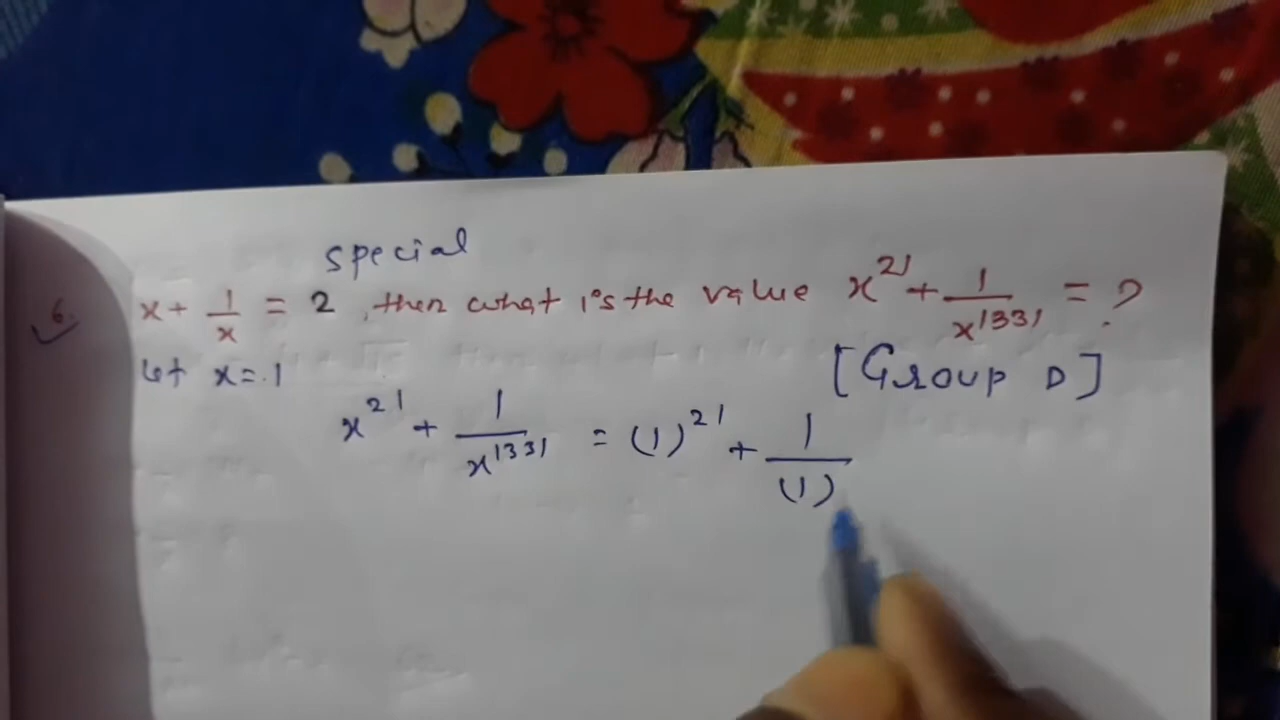 special
6. x + 1/x = 2, then what is the value x^21 + 1/x^1331 = ?
let x = 1
[Group D]
x^21 + 1/x^1331 = (1)^21 + 1/(1)